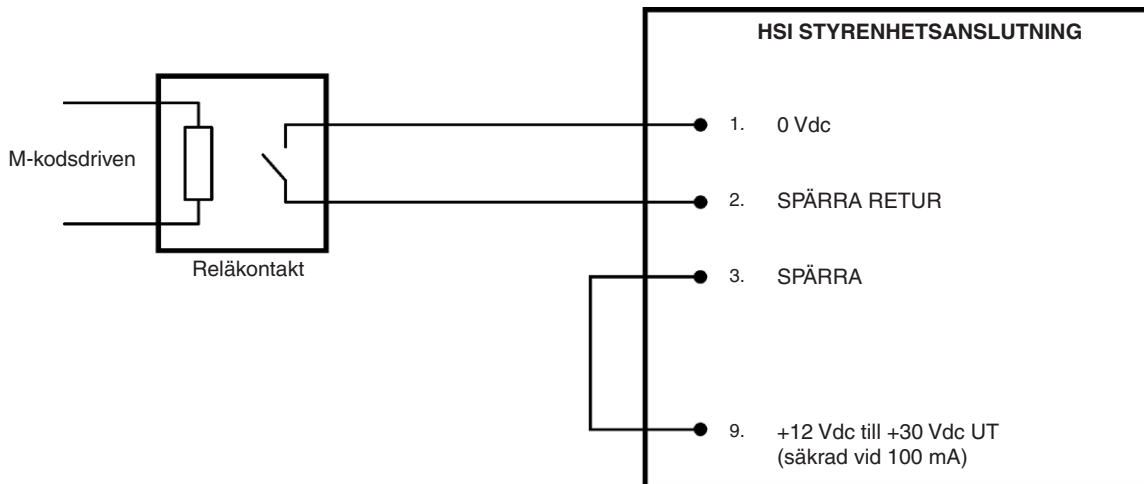 HSI STYRENHETSANSLUTNING
M-kodsdriven
Reläkontakt
1. 0 Vdc
2. SPÄRRA RETUR
3. SPÄRRA
9. +12 Vdc till +30 Vdc UT
(säkrad vid 100 mA)